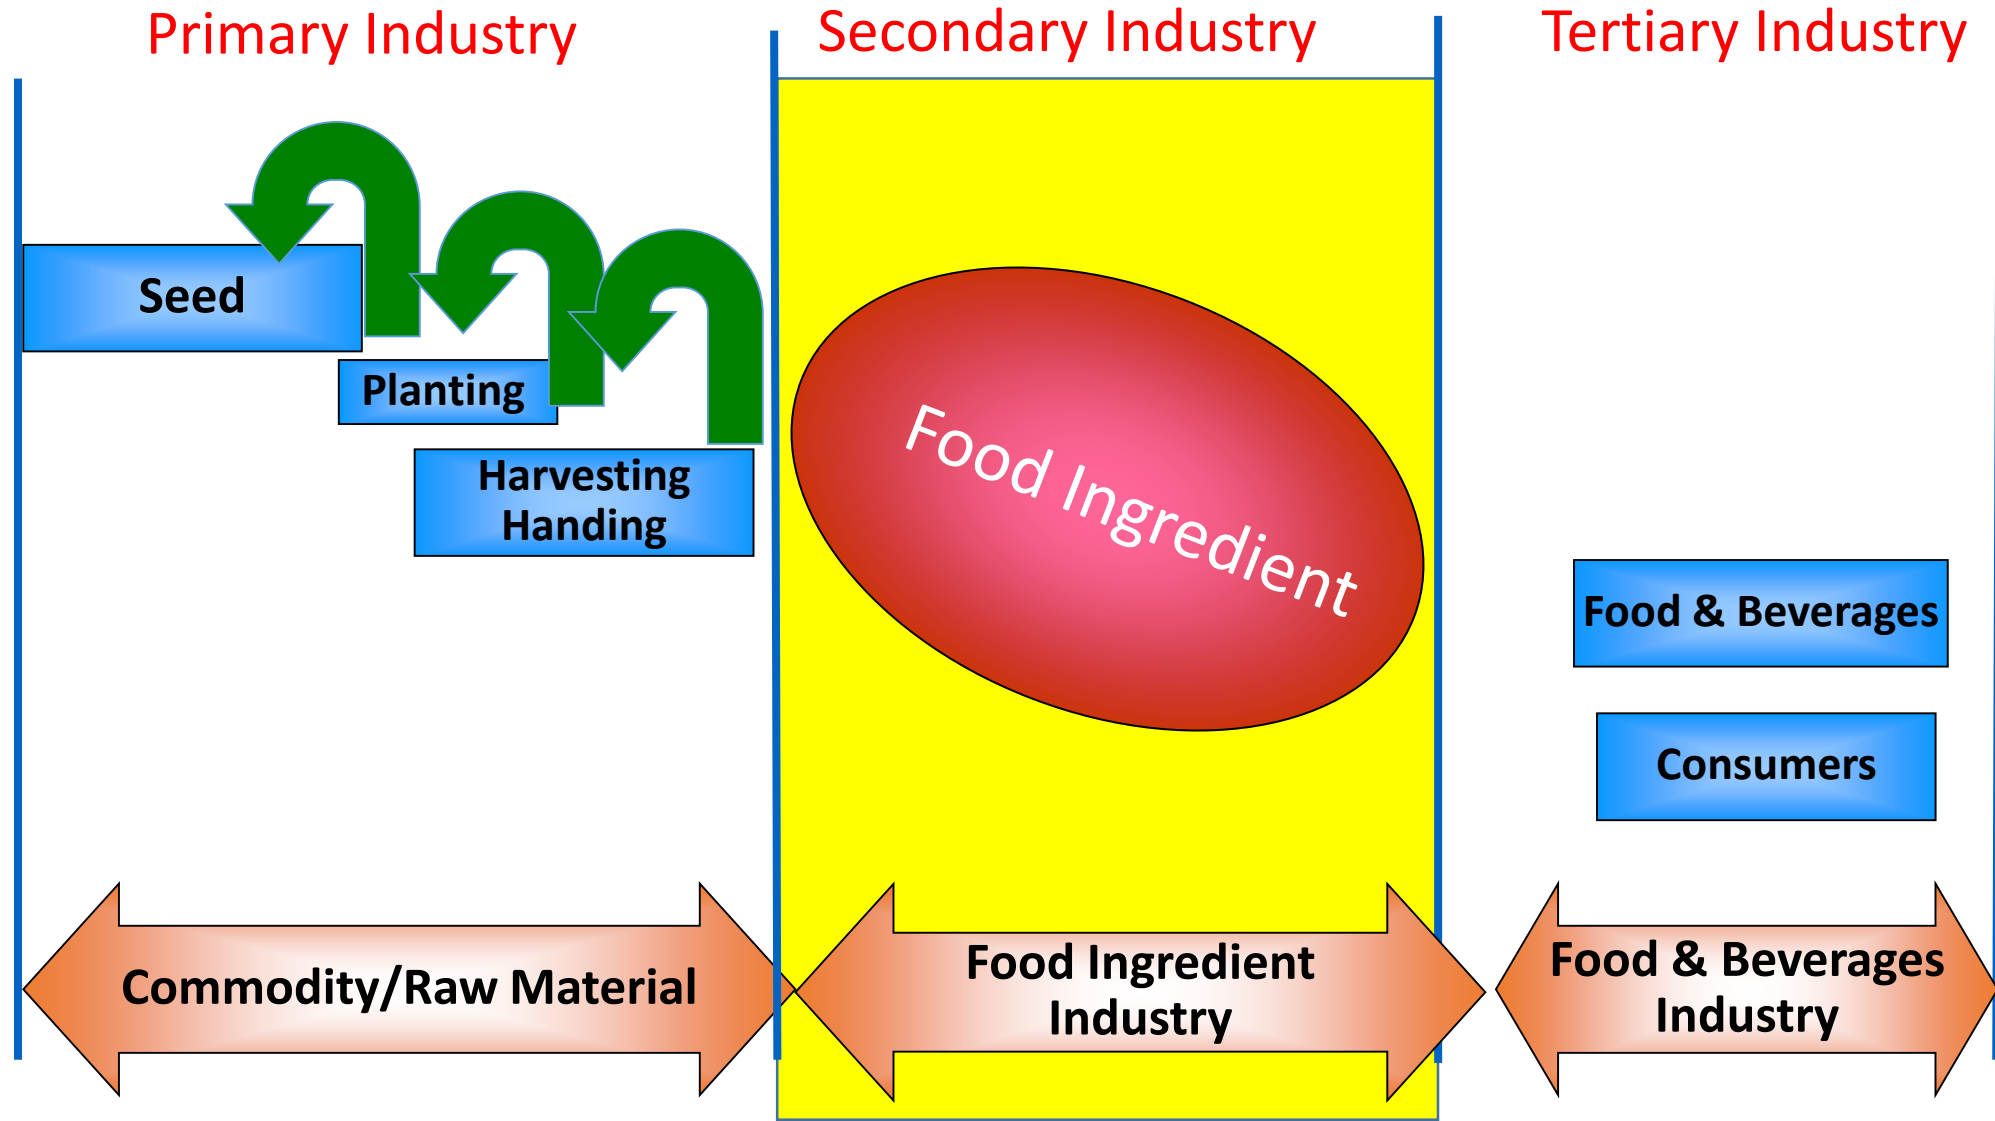 Primary Industry
Secondary Industry
Tertiary Industry
Seed
Planting
Harvesting
Handing
Food Ingredient
Food & Beverages
Consumers
Commodity/Raw Material
Food Ingredient
Industry
Food & Beverages
Industry